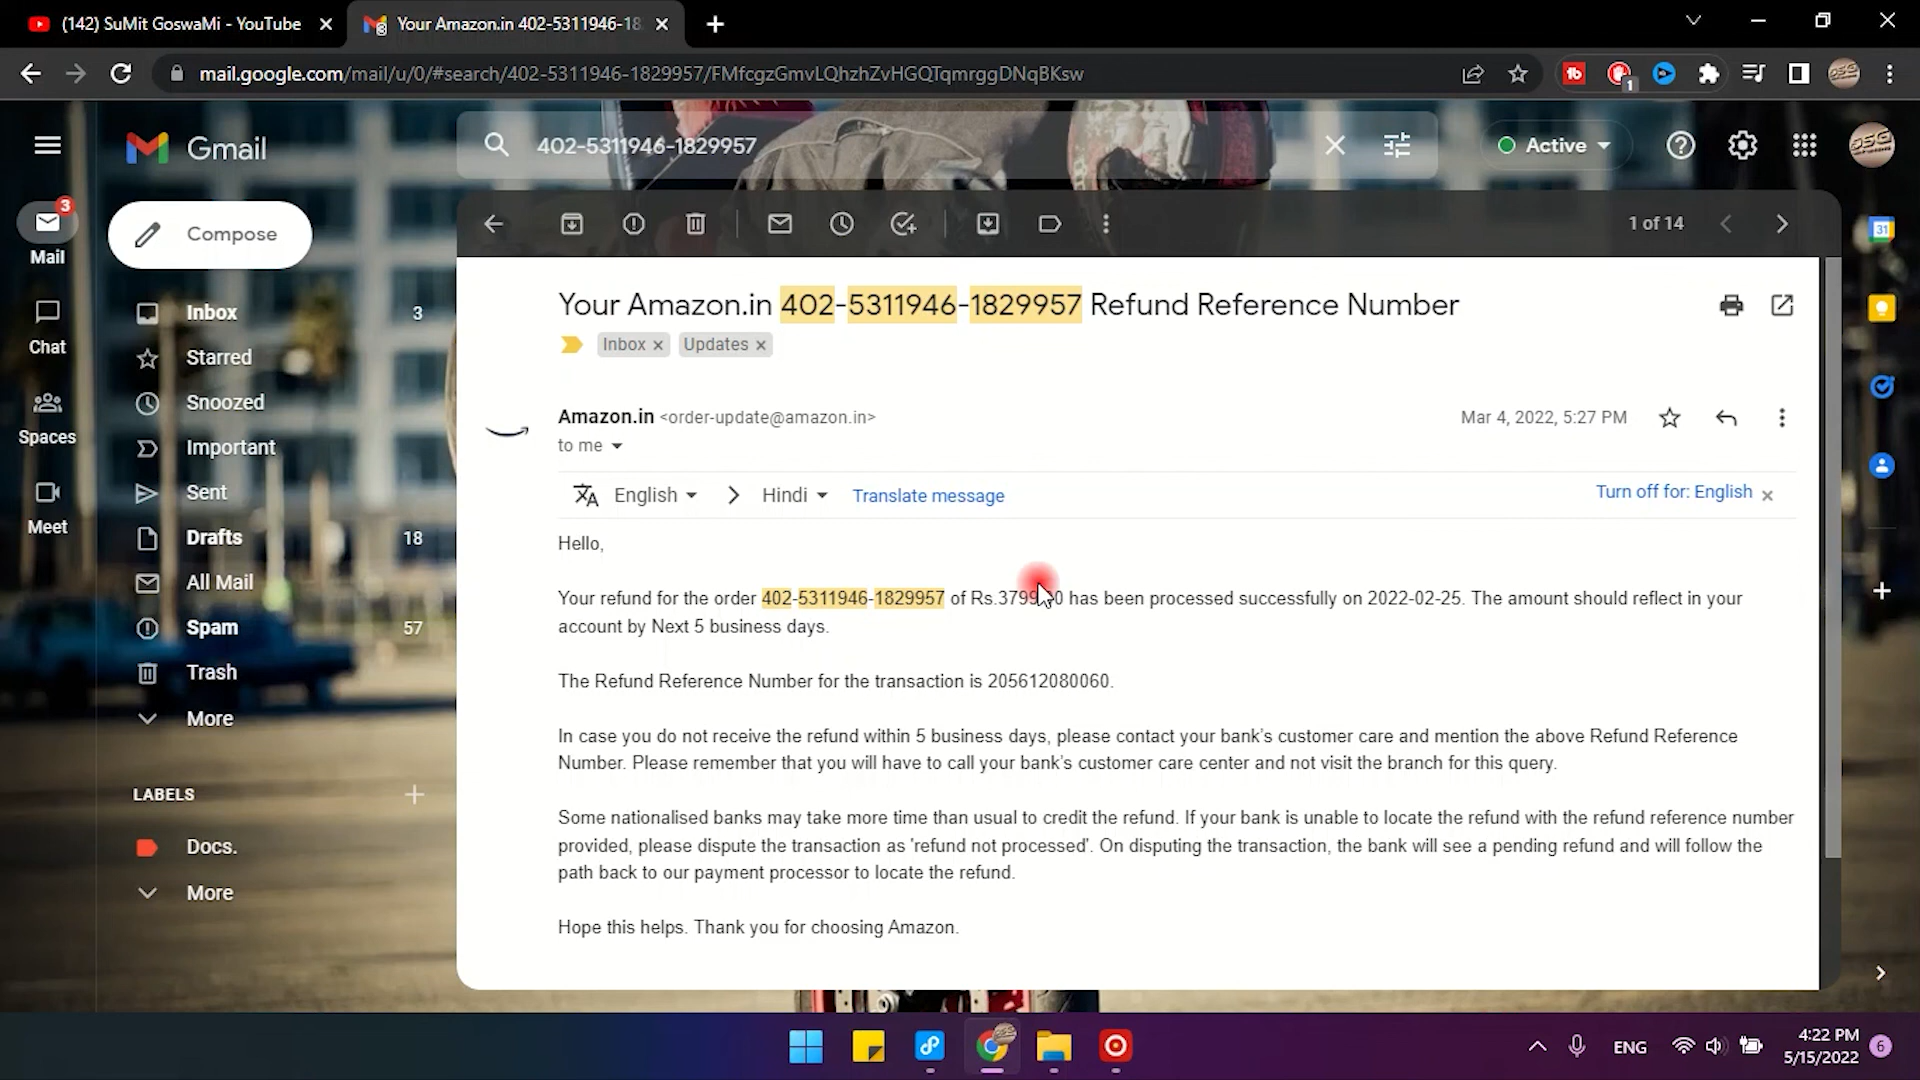 (142) SuMit GoswaMi - YouTube
Your Amazon.in 402-5311946-18
mail.google.com/mail/u/0/#search/402-5311946-1829957/FMfcgzGmvLQhzhZvHGQTqmrggDNqBKsw
1
Gmail
402-5311946-1829957
Active
3
Mail
Compose
1 of 14
31
Inbox 3
Chat
Starred
Snoozed
Spaces
Important
Sent
Meet
Drafts 18
All Mail
Spam 57
Trash
More
LABELS
Docs.
More
Your Amazon.in 402-5311946-1829957 Refund Reference Number
Inbox Updates
Amazon.in <order-update@amazon.in>
Mar 4, 2022, 5:27 PM
to me
English Hindi Translate message
Turn off for: English
Hello,
Your refund for the order 402-5311946-1829957 of has been processed successfully on 2022-02-25. The amount should reflect in your
account by Next 5 business days.
The Refund Reference Number for the transaction is 205612080060.
In case you do not receive the refund within 5 business days, please contact your bank's customer care and mention the above Refund Reference
Number. Please remember that you will have to call your bank's customer care center and not visit the branch for this query.
Some nationalised banks may take more time than usual to credit the refund. If your bank is unable to locate the refund with the refund reference number
provided, please dispute the transaction as 'refund not processed'. On disputing the transaction, the bank will see a pending refund and will follow the
path back to our payment processor to locate the refund.
Hope this helps. Thank you for choosing Amazon.
ENG
4:22 PM
5/15/2022
6